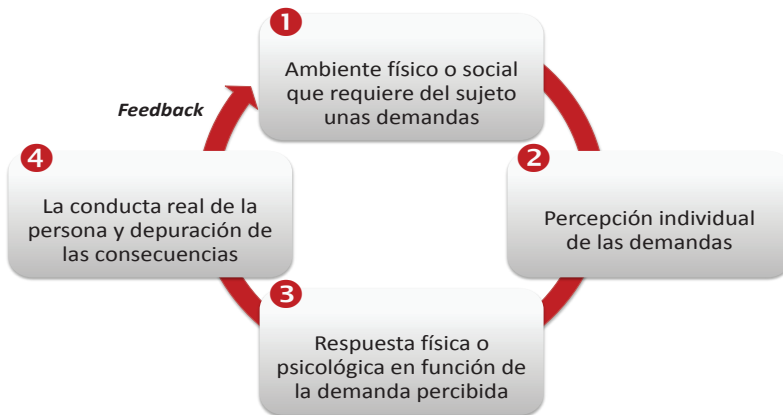 1
Ambiente físico o social
que requiere del sujeto
unas demandas
Feedback
2
Percepción individual
de las demandas
3
Respuesta física o
psicológica en función de
la demanda percibida
4
La conducta real de la
persona y depuración de
las consecuencias